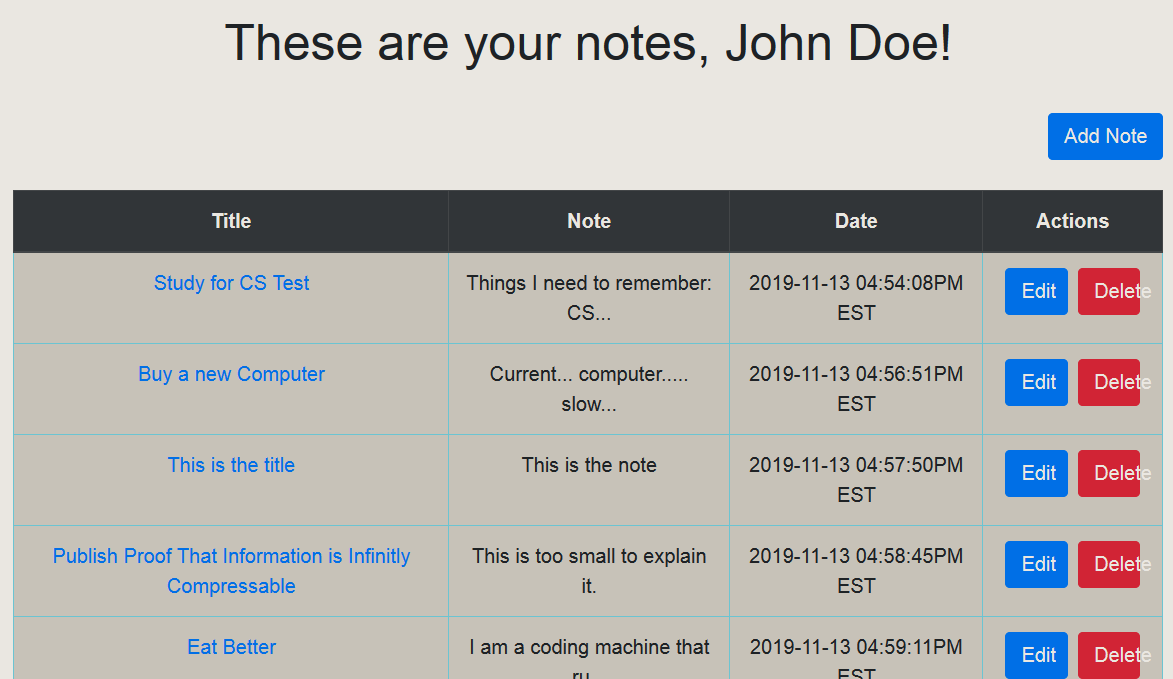 These are your notes, John Doe!
Add Note
Title Note Date Actions
Study for CS Test Things I need to remember: 2019-11-13 04:54:08PM Edit Delete
CS... EST
Buy a new Computer Current... computer..... 2019-11-13 04:56:51PM Edit Delete
slow... EST
This is the title This is the note 2019-11-13 04:57:50PM Edit Delete
EST
Publish Proof That Information is Infinitly This is too small to explain 2019-11-13 04:58:45PM Edit Delete
Compressable it. EST
Eat Better I am a coding machine that 2019-11-13 04:59:11PM Edit Delete
ru... EST